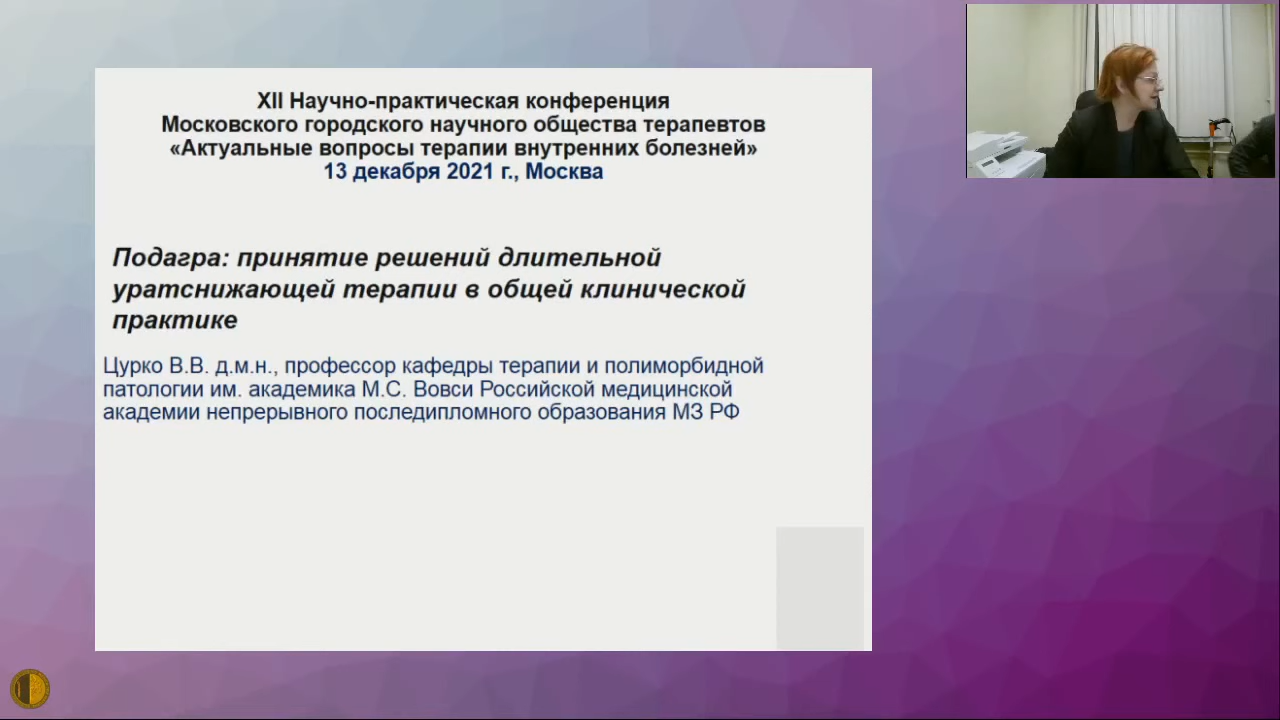 XII Научно-практическая конференция
Московского городского научного общества терапевтов
«Актуальные вопросы терапии внутренних болезней»
13 декабря 2021 г., Москва
Подагра: принятие решений длительной
уратснижающей терапии в общей клинической
практике
Цурко В.В. д.м.н., профессор кафедры терапии и полиморбидной
патологии им. академика М.С. Вовси Российской медицинской
академии непрерывного последипломного образования МЗ РФ